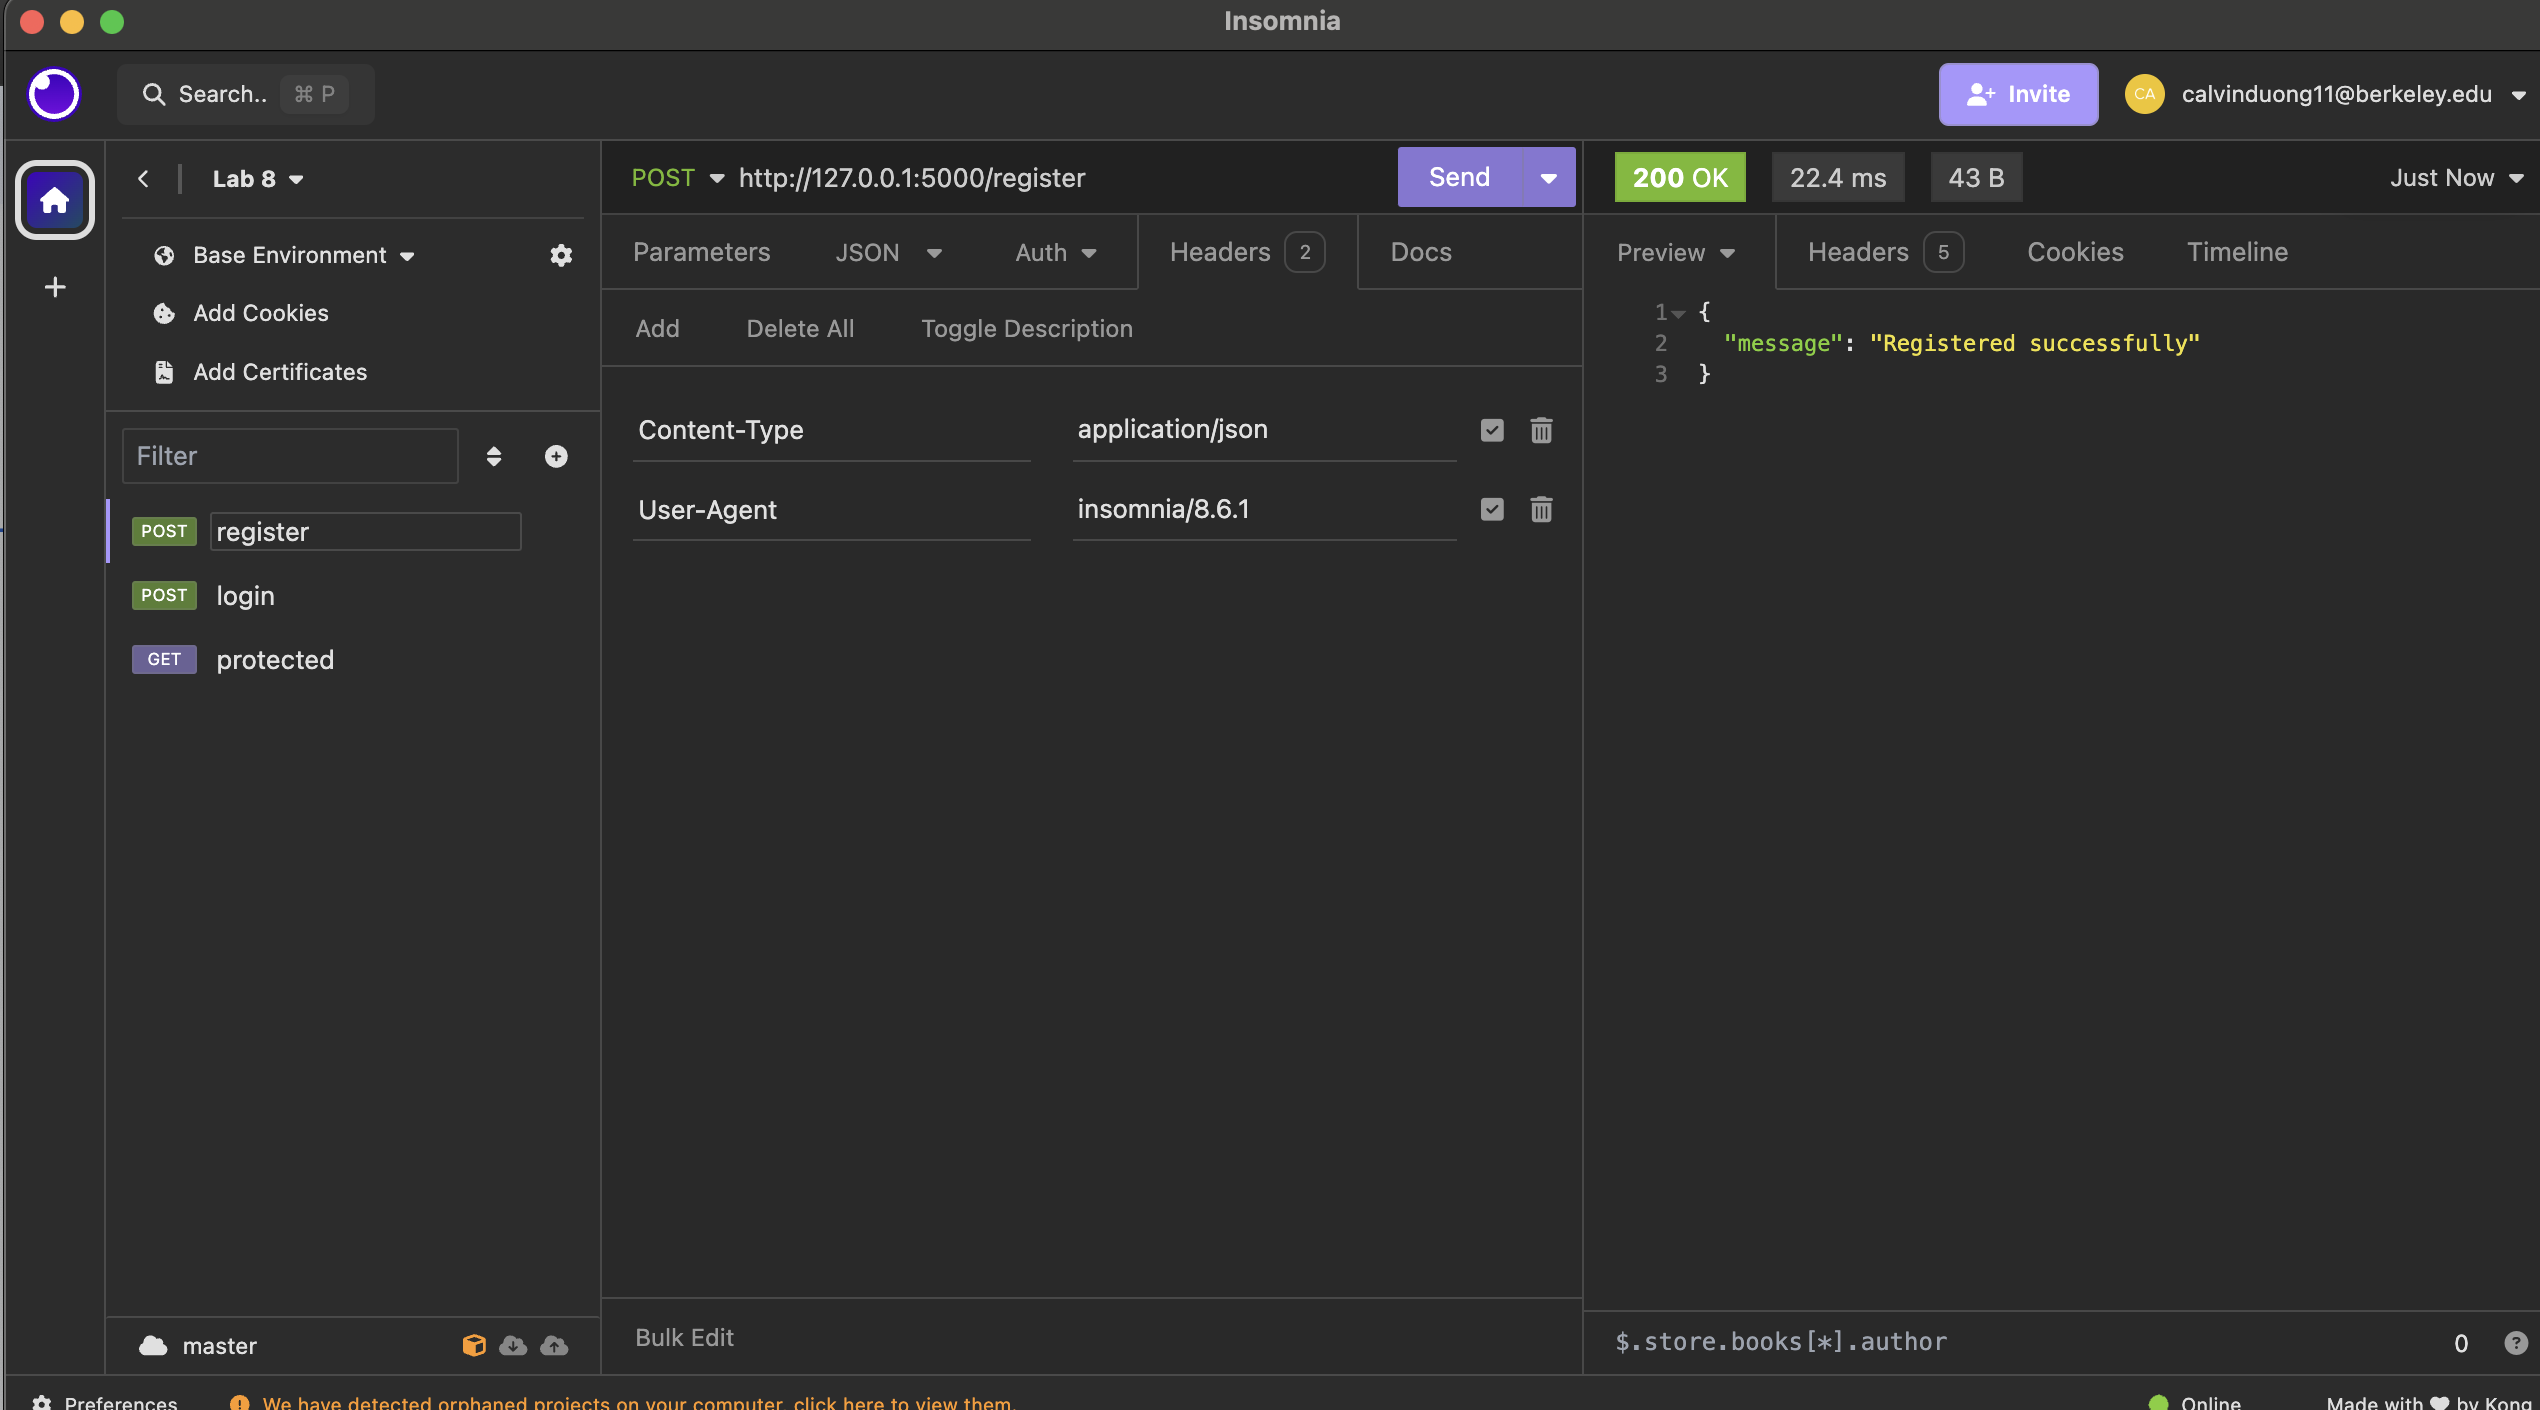 Insomnia
Search.. ⌘ P
Invite
CA
calvinduong11@berkeley.edu
Lab 8
Base Environment
Add Cookies
Add Certificates
Filter
POST register
POST login
GET protected
master
POST http://127.0.0.1:5000/register
Send
Parameters JSON Auth Headers 2 Docs
Add Delete All Toggle Description
Content-Type application/json
User-Agent insomnia/8.6.1
Bulk Edit
200 OK 22.4 ms 43 B Just Now
Preview Headers 5 Cookies Timeline
1 {
2 "message": "Registered successfully"
3 }
$.store.books[*].author 0 ?
Preferences
We have detected orphaned projects on your computer, click here to view them.
Online
Made with ♥ by Kong